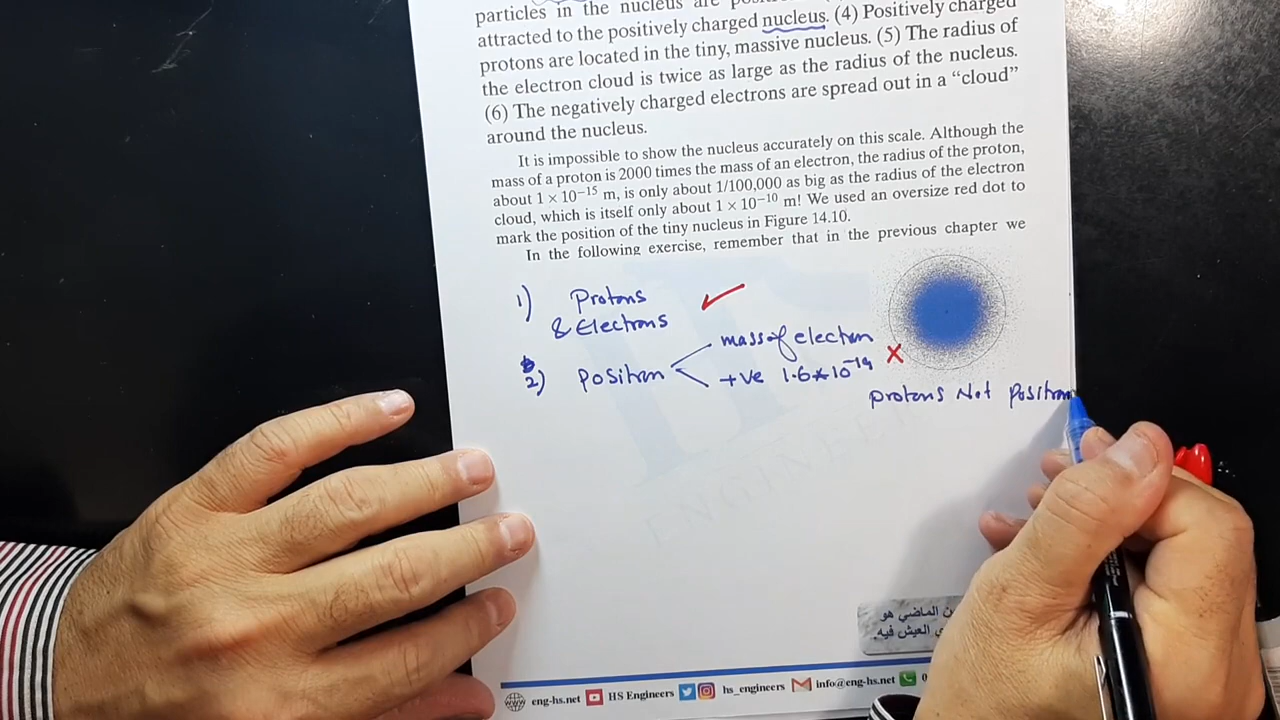 particles in the nucleus are
attracted to the positively charged nucleus. (4) Positively charged
protons are located in the tiny, massive nucleus. (5) The radius of
the electron cloud is twice as large as the radius of the nucleus.
(6) The negatively charged electrons are spread out in a “cloud”
around the nucleus.
It is impossible to show the nucleus accurately on this scale. Although the
mass of a proton is 2000 times the mass of an electron, the radius of the proton,
about 1 × 10⁻¹⁵ m, is only about 1/100,000 as big as the radius of the electron
cloud, which is itself only about 1 × 10⁻¹⁰ m! We used an oversize red dot to
mark the position of the tiny nucleus in Figure 14.10.
In the following exercise, remember that in the previous chapter we
1) Protons
& Electrons
2) Positron
mass of electron
+ve 1.6*10⁻¹⁹
protons Not positron
الماضي هو
العيش فيه.
eng-hs.net HS Engineers hs_engineers info@eng-hs.net 0